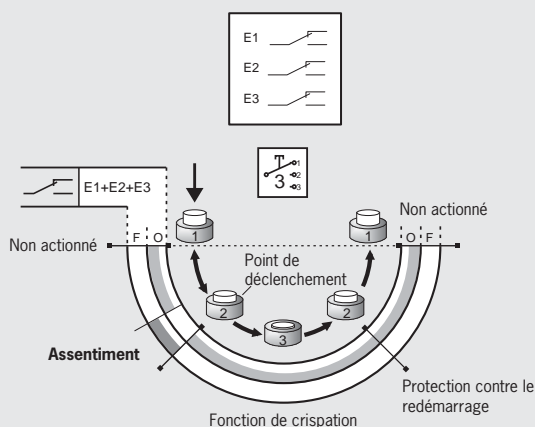 E1
E2
E3
1
2
3
3
E1+E2+E3
F O
1
1
Non actionné
O F
Non actionné
Point de
déclenchement
2
2
3
Assentiment
Protection contre le
redémarrage
Fonction de crispation